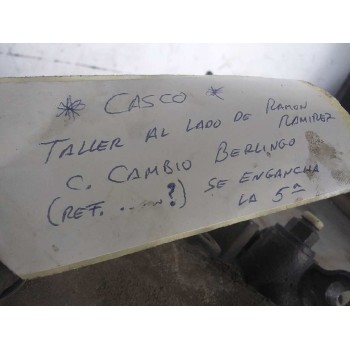 * CASCO *
TALLER AL LADO DE RAMON
RAMIREZ
C. CAMBIO BERLINGO
(REF. ......?) SE ENGANCHA
LA 5ª